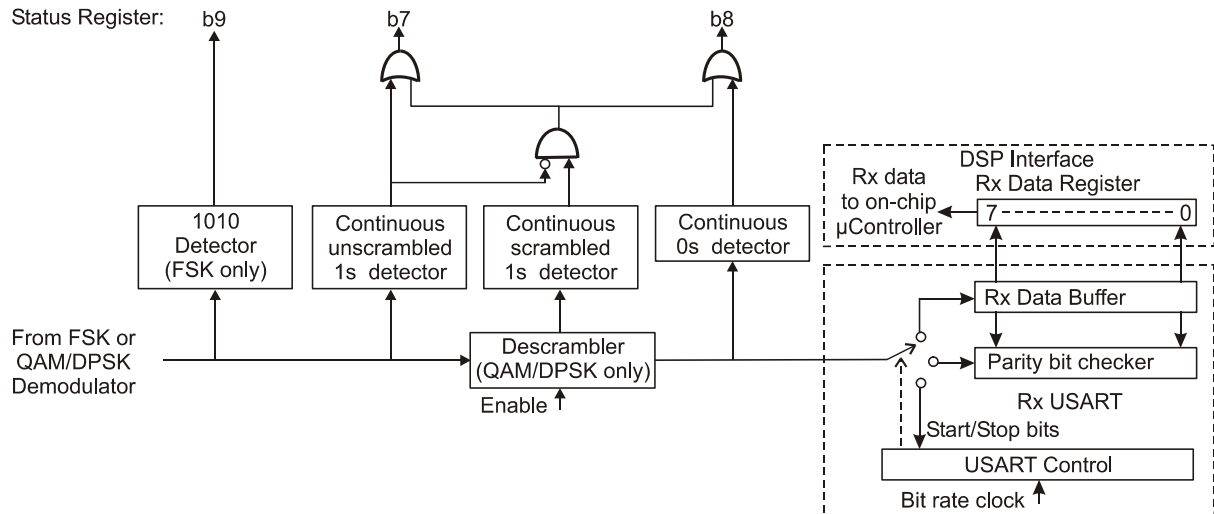 Status Register:
b9
b7
b8
DSP Interface
Rx Data Register
Rx data
to on-chip
µController
7
0
1010
Detector
(FSK only)
Continuous
unscrambled
1s detector
Continuous
scrambled
1s detector
Continuous
0s detector
Rx Data Buffer
From FSK or
QAM/DPSK
Demodulator
Descrambler
(QAM/DPSK only)
Enable
Parity bit checker
Rx USART
Start/Stop bits
USART Control
Bit rate clock